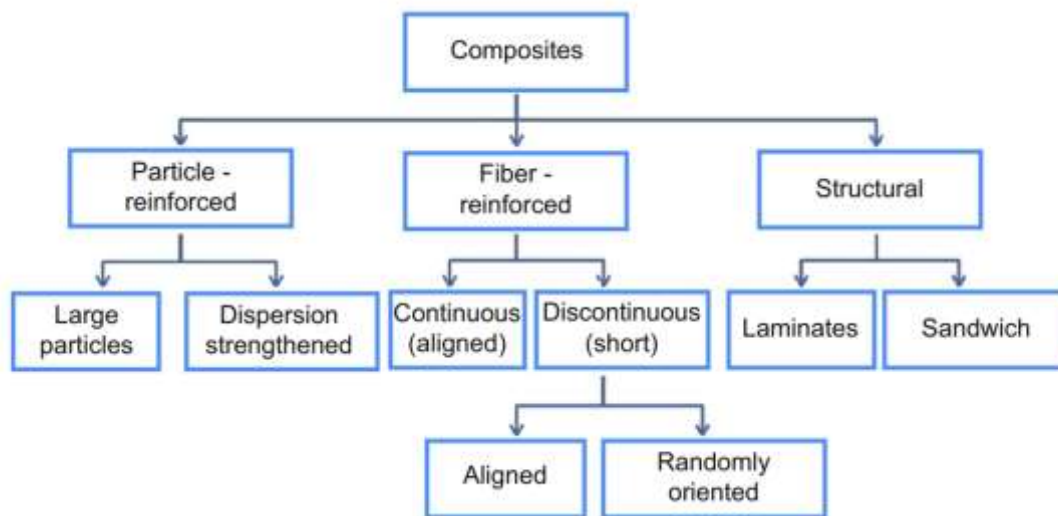 Composites
Particle -
reinforced
Fiber -
reinforced
Structural
Large
particles
Dispersion
strengthened
Continuous
(aligned)
Discontinuous
(short)
Laminates
Sandwich
Aligned
Randomly
oriented